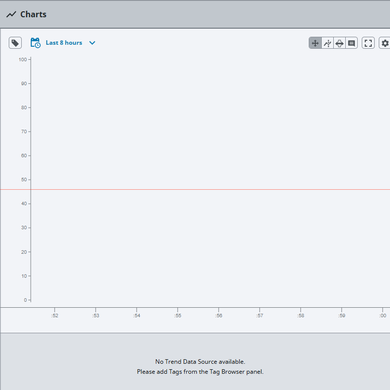 Charts
Last 8 hours
100
90
80
70
60
50
40
30
20
10
0
:52 :53 :54 :55 :56 :57 :58 :59 :00
No Trend Data Source available.
Please add Tags from the Tag Browser panel.